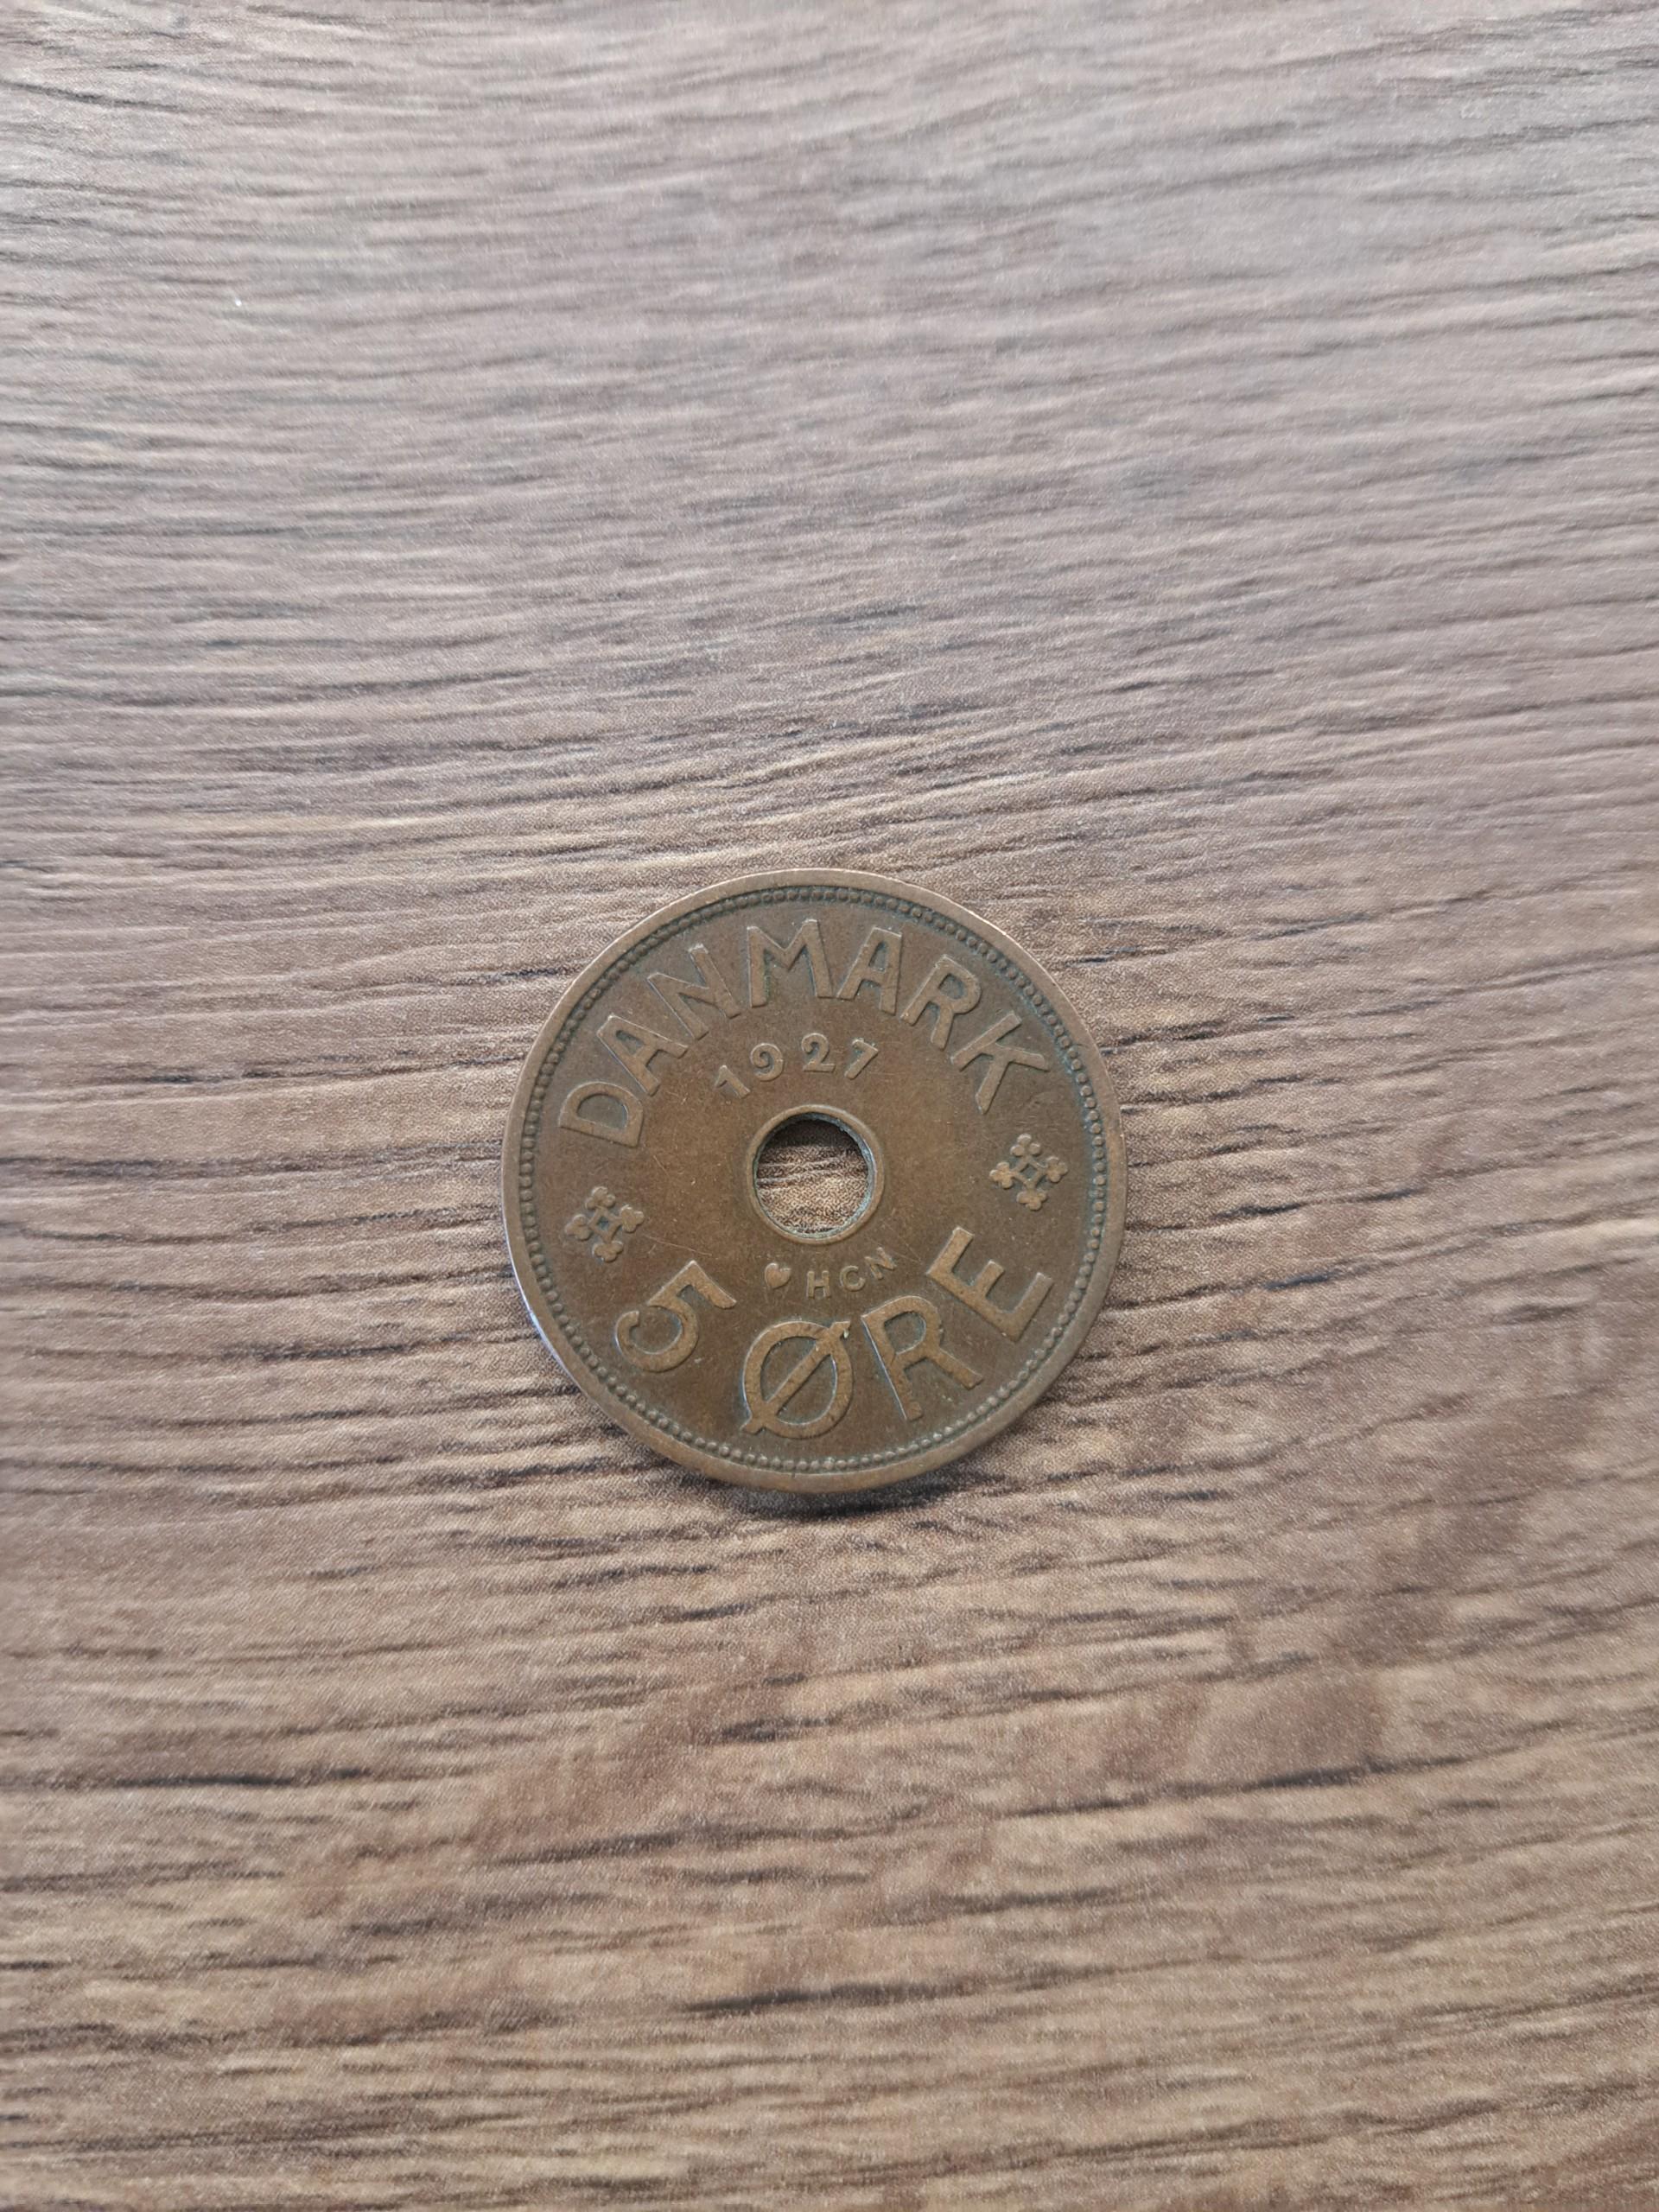 DANMARK
1927
♥ HCN
5 ØRE